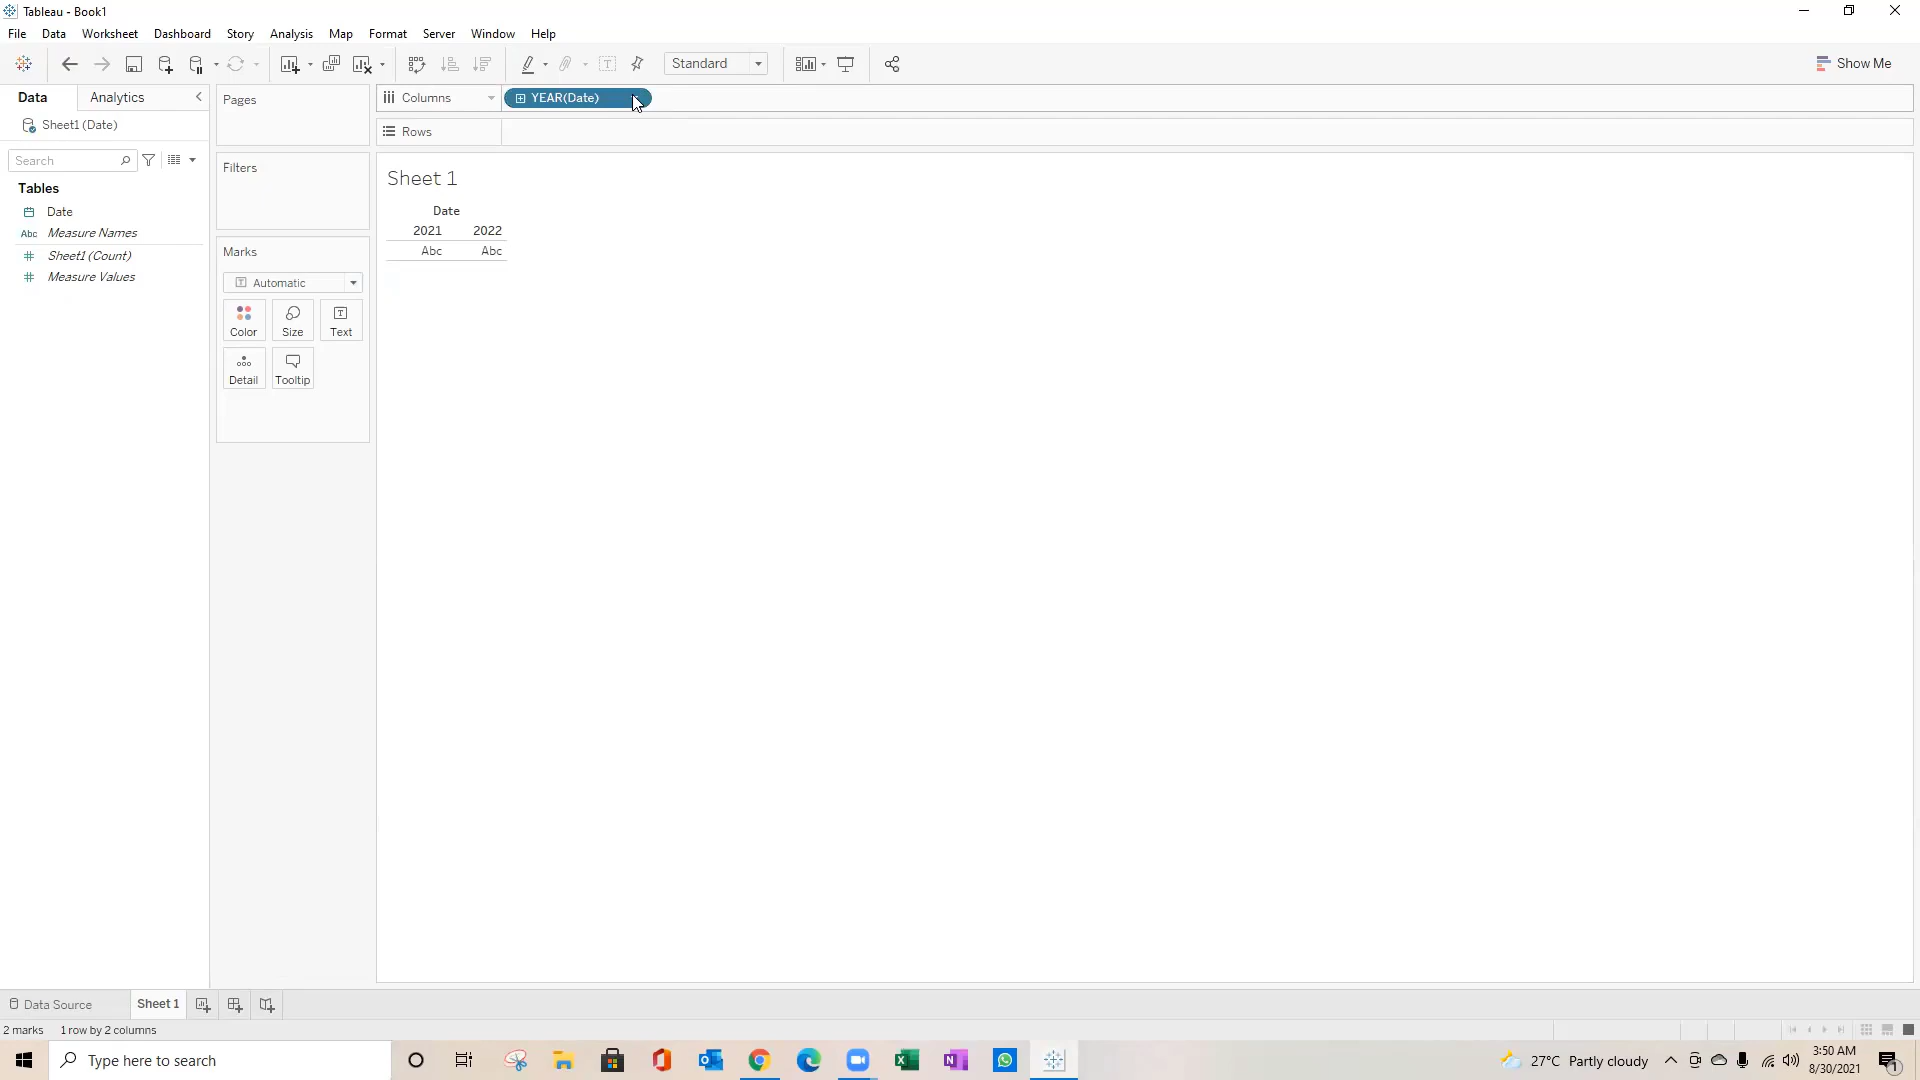 Tableau - Book1
File Data Worksheet Dashboard Story Analysis Map Format Server Window Help
Standard
Show Me
Data Analytics
Pages
Columns
YEAR(Date)
Sheet1 (Date)
Rows
Search
Filters
Tables
Date
Abc Measure Names
Sheet1 (Count)
Measure Values
Sheet 1
Date
2021 2022
Abc Abc
Marks
Automatic
Color Size Text
Detail Tooltip
Data Source Sheet 1
2 marks 1 row by 2 columns
Type here to search
27°C Partly cloudy
3:50 AM
8/30/2021
1